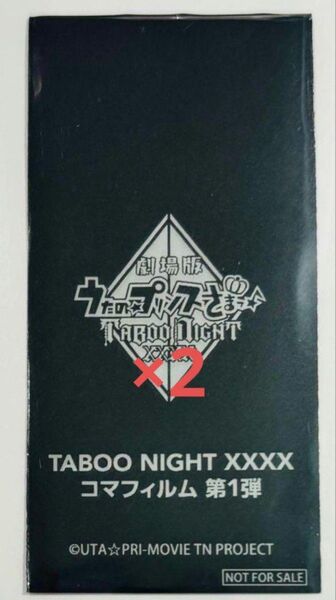 劇場版
うたの☆プリンスさまっ♪
TABOO NIGHT
XXXX
×2
TABOO NIGHT XXXX
コマフィルム 第1弾
©UTA☆PRI-MOVIE TN PROJECT
NOT FOR SALE